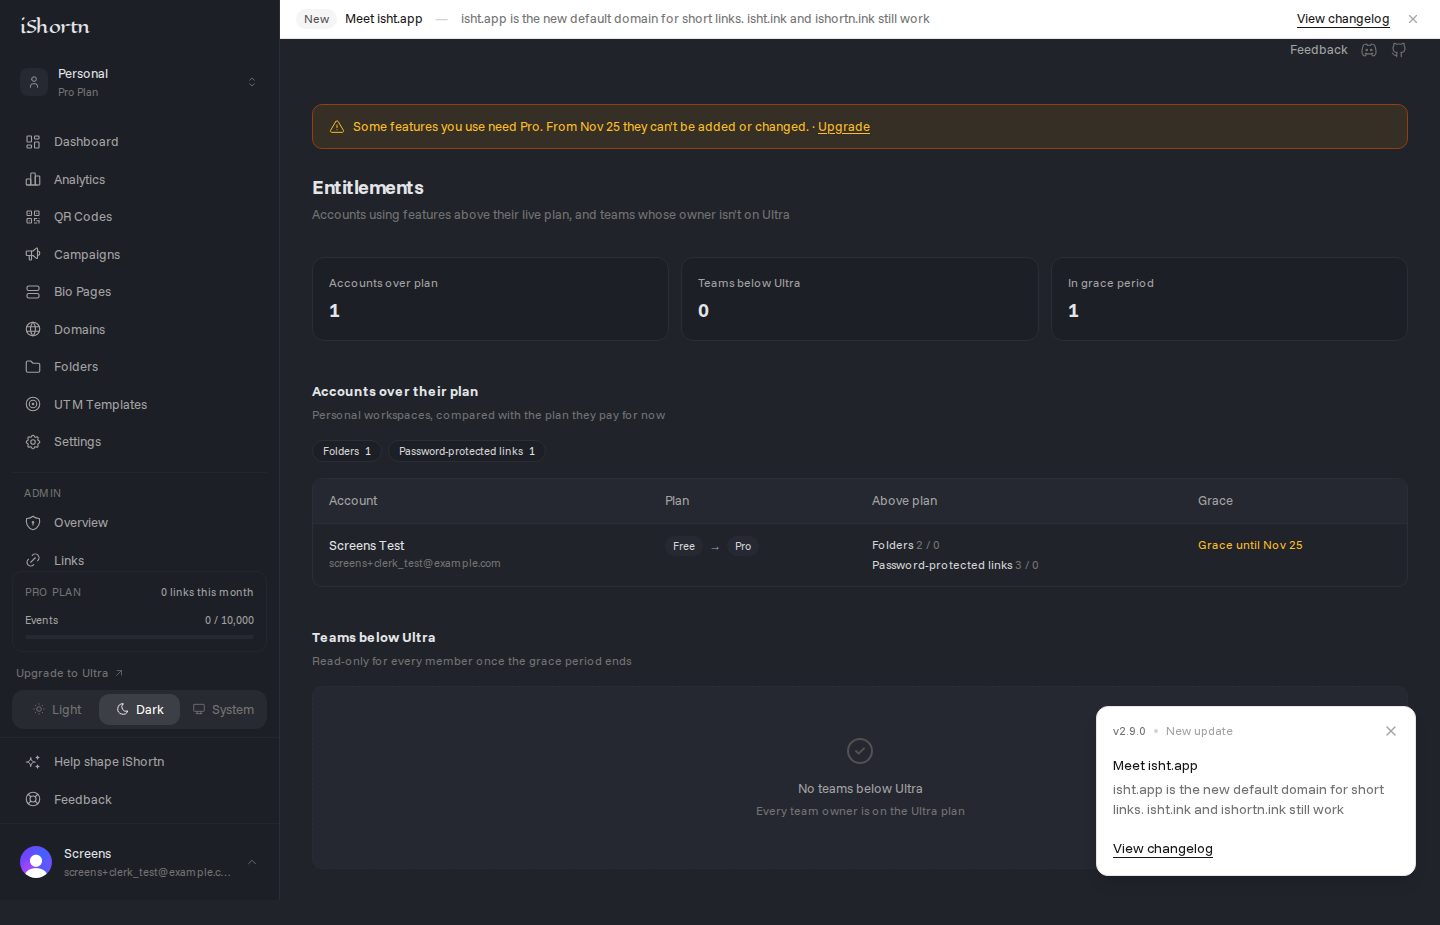 iShortn
Personal
Pro Plan
Dashboard
Analytics
QR Codes
Campaigns
Bio Pages
Domains
Folders
UTM Templates
Settings
ADMIN
Overview
Links
PRO PLAN 0 links this month
Events 0 / 10,000
Upgrade to Ultra
Light Dark System
Help shape iShortn
Feedback
Screens
screens+clerk_test@example.c...
New Meet isht.app — isht.app is the new default domain for short links. isht.ink and ishortn.ink still work View changelog
Feedback
Some features you use need Pro. From Nov 25 they can't be added or changed. · Upgrade
Entitlements
Accounts using features above their live plan, and teams whose owner isn't on Ultra
Accounts over plan
1
Teams below Ultra
0
In grace period
1
Accounts over their plan
Personal workspaces, compared with the plan they pay for now
Folders 1 Password-protected links 1
Account Plan Above plan Grace
Screens Test Free → Pro Folders 2 / 0 Grace until Nov 25
screens+clerk_test@example.com Password-protected links 3 / 0
Teams below Ultra
Read-only for every member once the grace period ends
No teams below Ultra
Every team owner is on the Ultra plan
v2.9.0 • New update
Meet isht.app
isht.app is the new default domain for short
links. isht.ink and ishortn.ink still work
View changelog